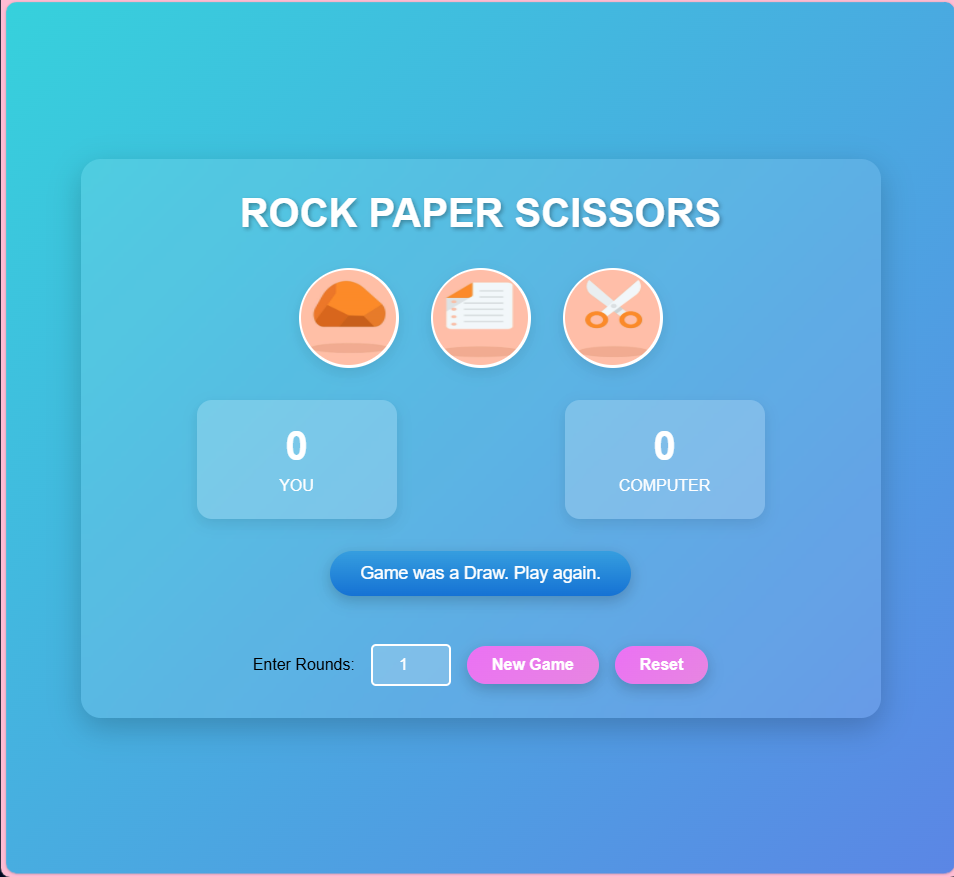 ROCK PAPER SCISSORS
0
YOU
0
COMPUTER
Game was a Draw. Play again.
Enter Rounds: 1 New Game Reset